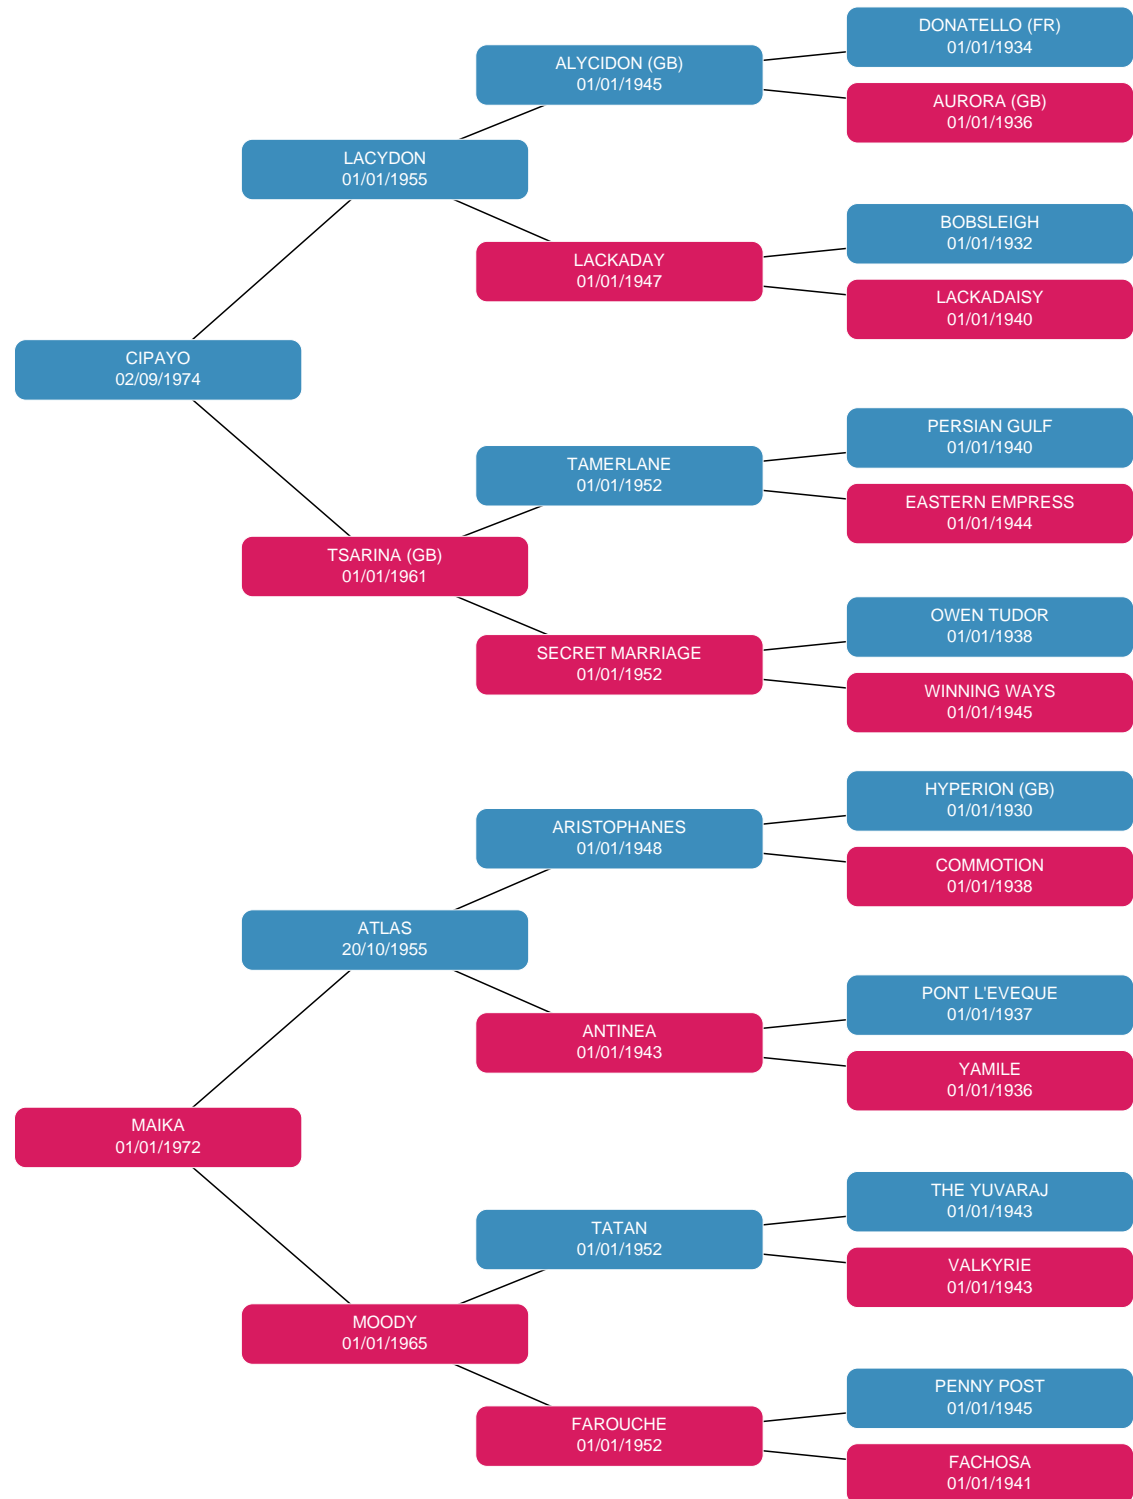 DONATELLO (FR)
01/01/1934
ALYCIDON (GB)
01/01/1945
AURORA (GB)
01/01/1936
LACYDON
01/01/1955
BOBSLEIGH
01/01/1932
LACKADAY
01/01/1947
LACKADAISY
01/01/1940
CIPAYO
02/09/1974
PERSIAN GULF
01/01/1940
TAMERLANE
01/01/1952
EASTERN EMPRESS
01/01/1944
TSARINA (GB)
01/01/1961
OWEN TUDOR
01/01/1938
SECRET MARRIAGE
01/01/1952
WINNING WAYS
01/01/1945
HYPERION (GB)
01/01/1930
ARISTOPHANES
01/01/1948
COMMOTION
01/01/1938
ATLAS
20/10/1955
PONT L'EVEQUE
01/01/1937
ANTINEA
01/01/1943
YAMILE
01/01/1936
MAIKA
01/01/1972
THE YUVARAJ
01/01/1943
TATAN
01/01/1952
VALKYRIE
01/01/1943
MOODY
01/01/1965
PENNY POST
01/01/1945
FAROUCHE
01/01/1952
FACHOSA
01/01/1941